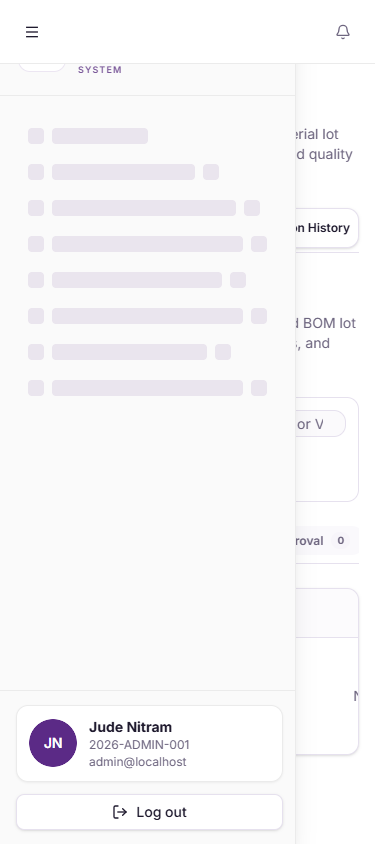 SYSTEM
erial lot
d quality
on History
d BOM lot
s, and
or V
roval 0
Jude Nitram
JN
2026-ADMIN-001
admin@localhost
Log out